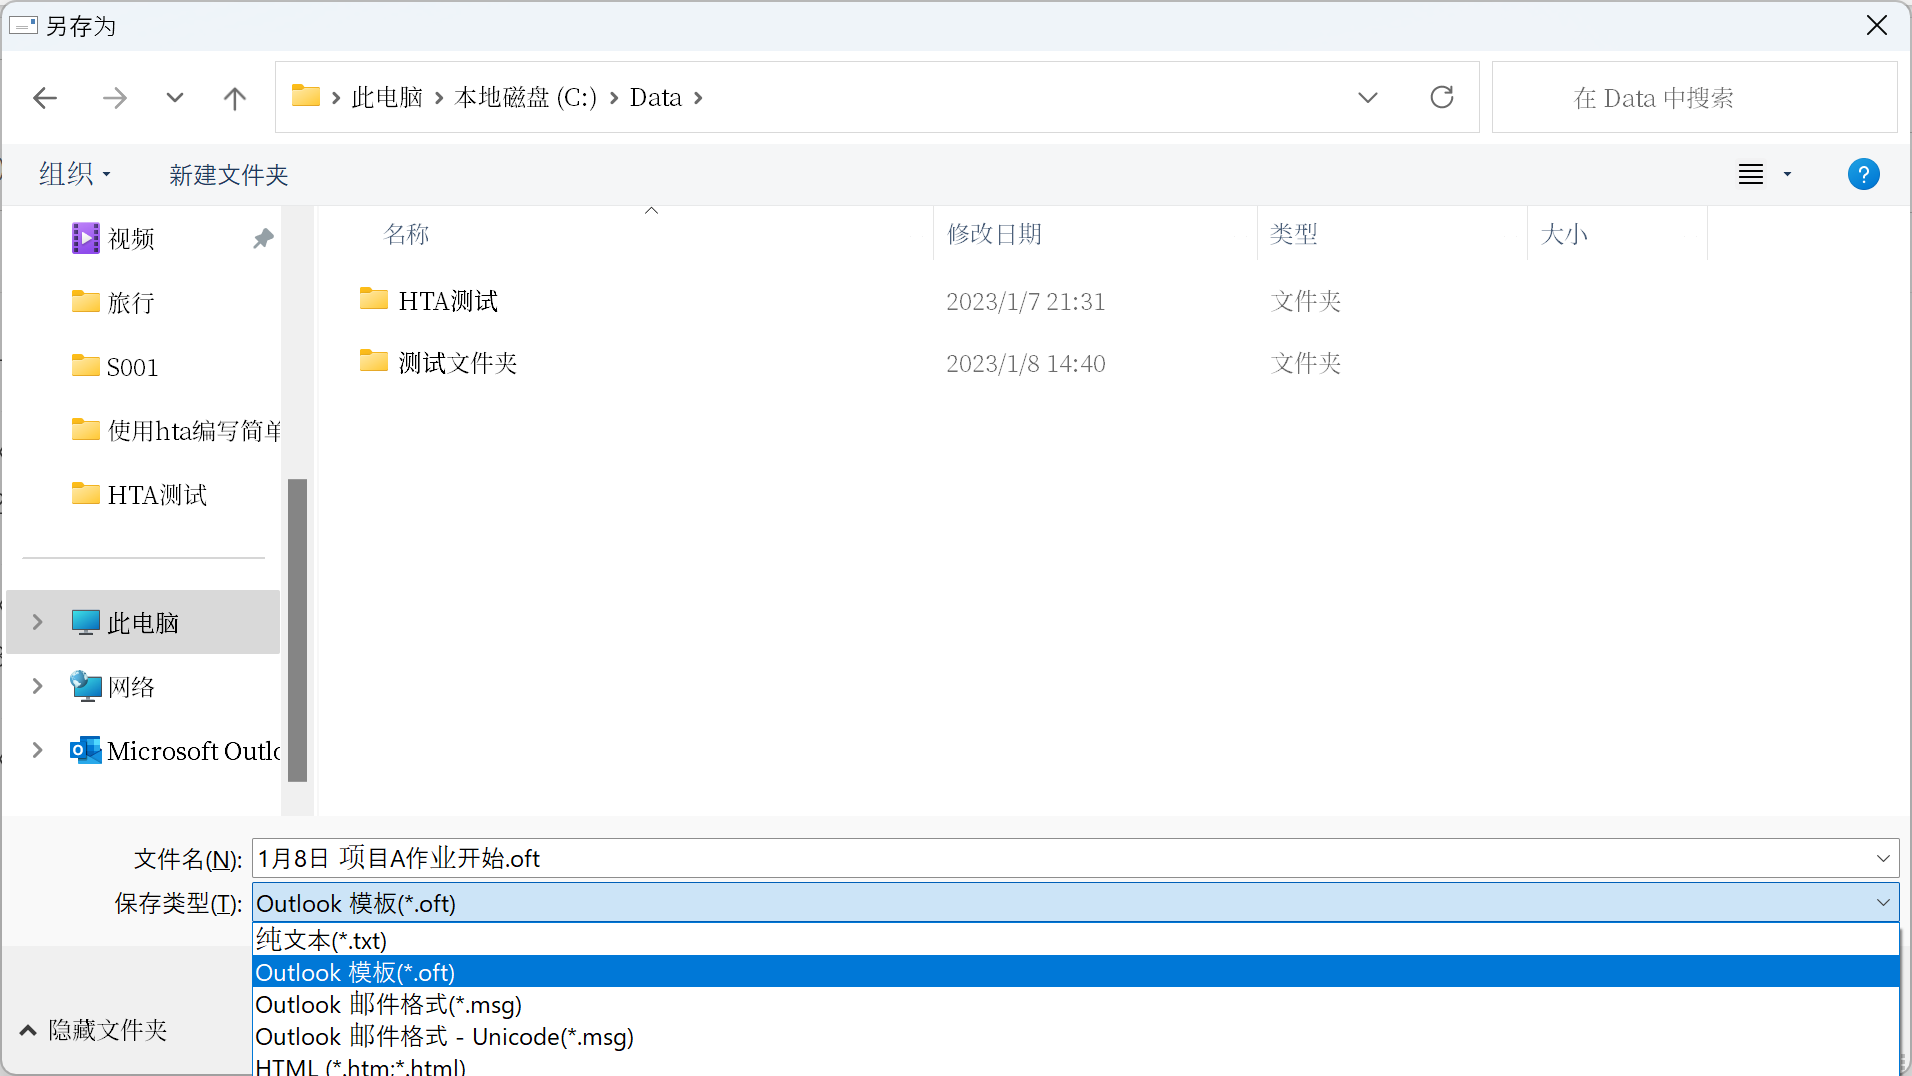 另存为
此电脑 本地磁盘 (C:) Data
在 Data 中搜索
组织 新建文件夹
?
名称 修改日期 类型 大小
HTA测试 2023/1/7 21:31 文件夹
测试文件夹 2023/1/8 14:40 文件夹
视频
旅行
S001
使用hta编写简单
HTA测试
此电脑
网络
Microsoft Outlo
文件名(N): 1月8日 项目A作业开始.oft
保存类型(T): Outlook 模板(*.oft)
纯文本(*.txt)
Outlook 模板(*.oft)
Outlook 邮件格式(*.msg)
Outlook 邮件格式 - Unicode(*.msg)
HTML (*.htm;*.html)
隐藏文件夹